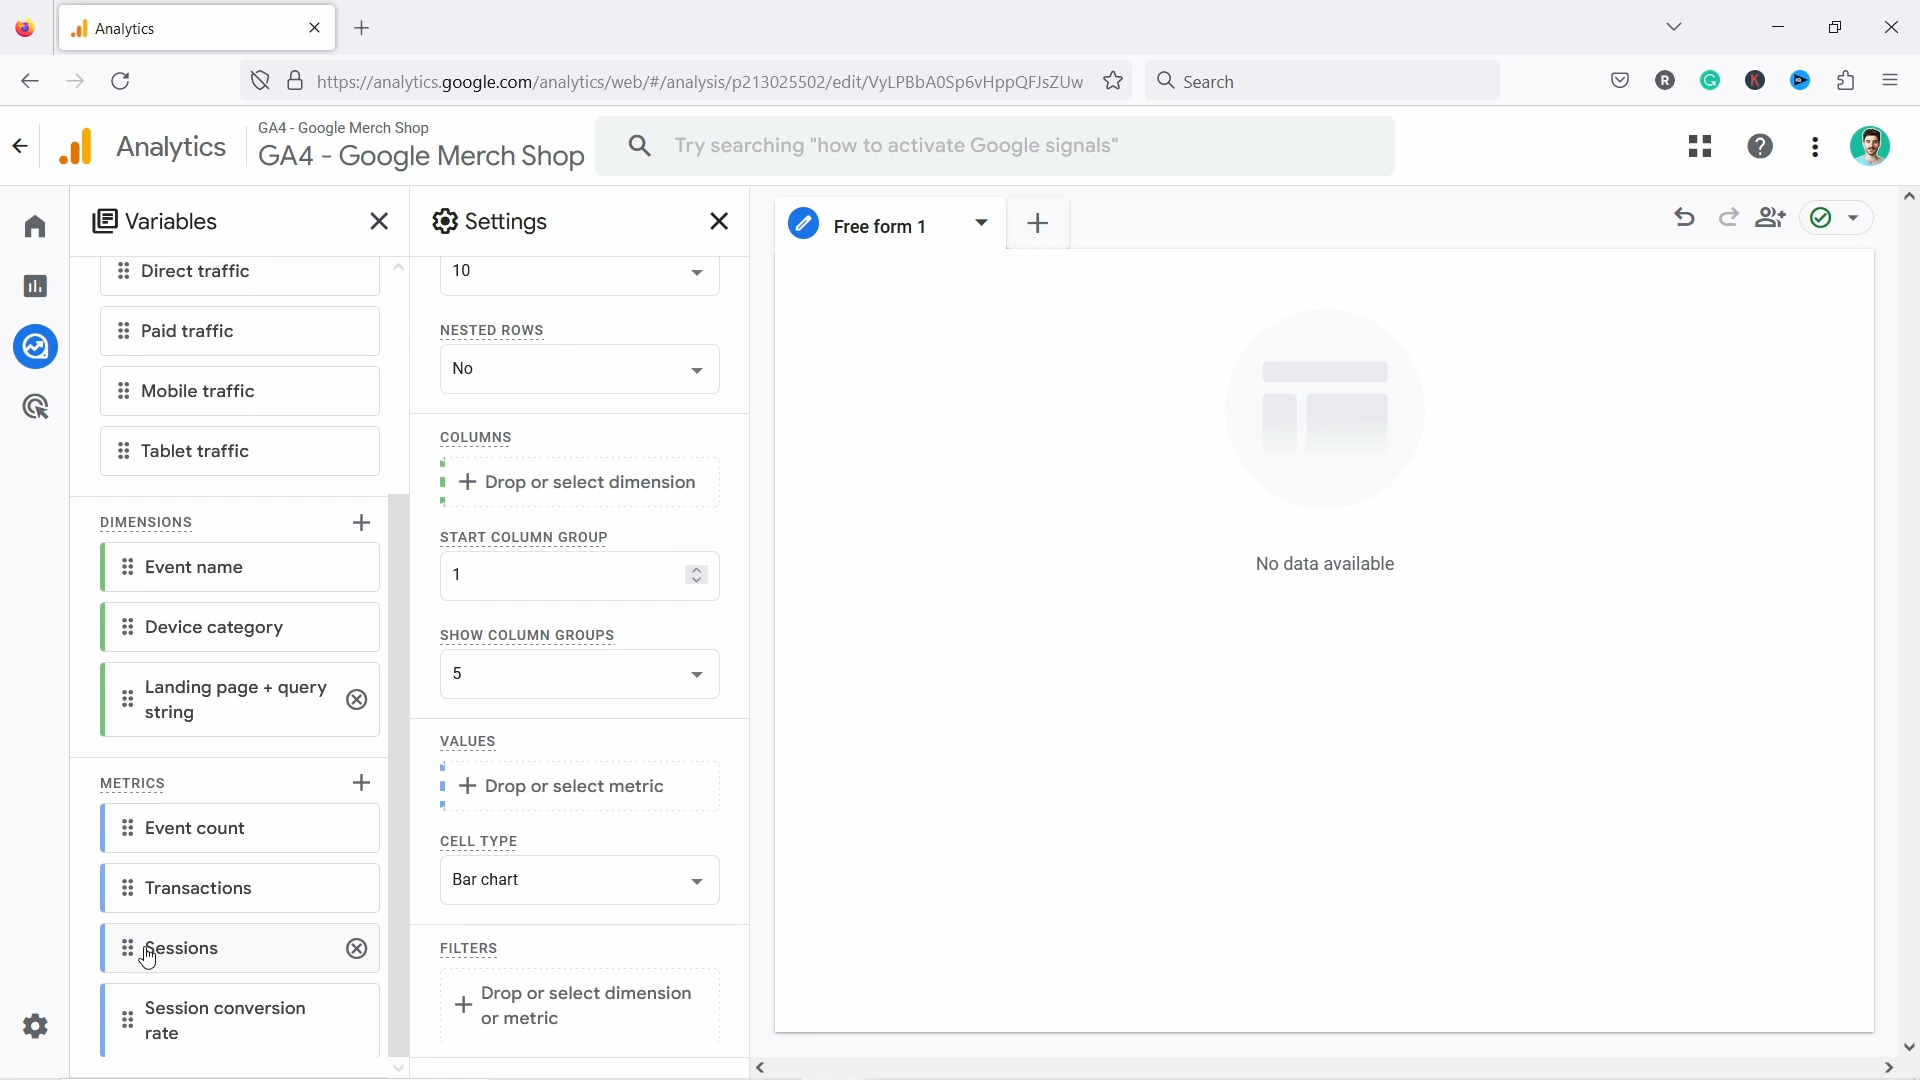 Analytics
https://analytics.google.com/analytics/web/#/analysis/p213025502/edit/VyLPBbA0Sp6vHppQFJsZUw
Search
R
G
K
Analytics
GA4 - Google Merch Shop
GA4 - Google Merch Shop
Try searching "how to activate Google signals"
Variables
Direct traffic
Paid traffic
Mobile traffic
Tablet traffic
DIMENSIONS
Event name
Device category
Landing page + query
string
METRICS
Event count
Transactions
Sessions
Session conversion
rate
Settings
10
NESTED ROWS
No
COLUMNS
Drop or select dimension
START COLUMN GROUP
1
SHOW COLUMN GROUPS
5
VALUES
Drop or select metric
CELL TYPE
Bar chart
FILTERS
Drop or select dimension
or metric
Free form 1
No data available